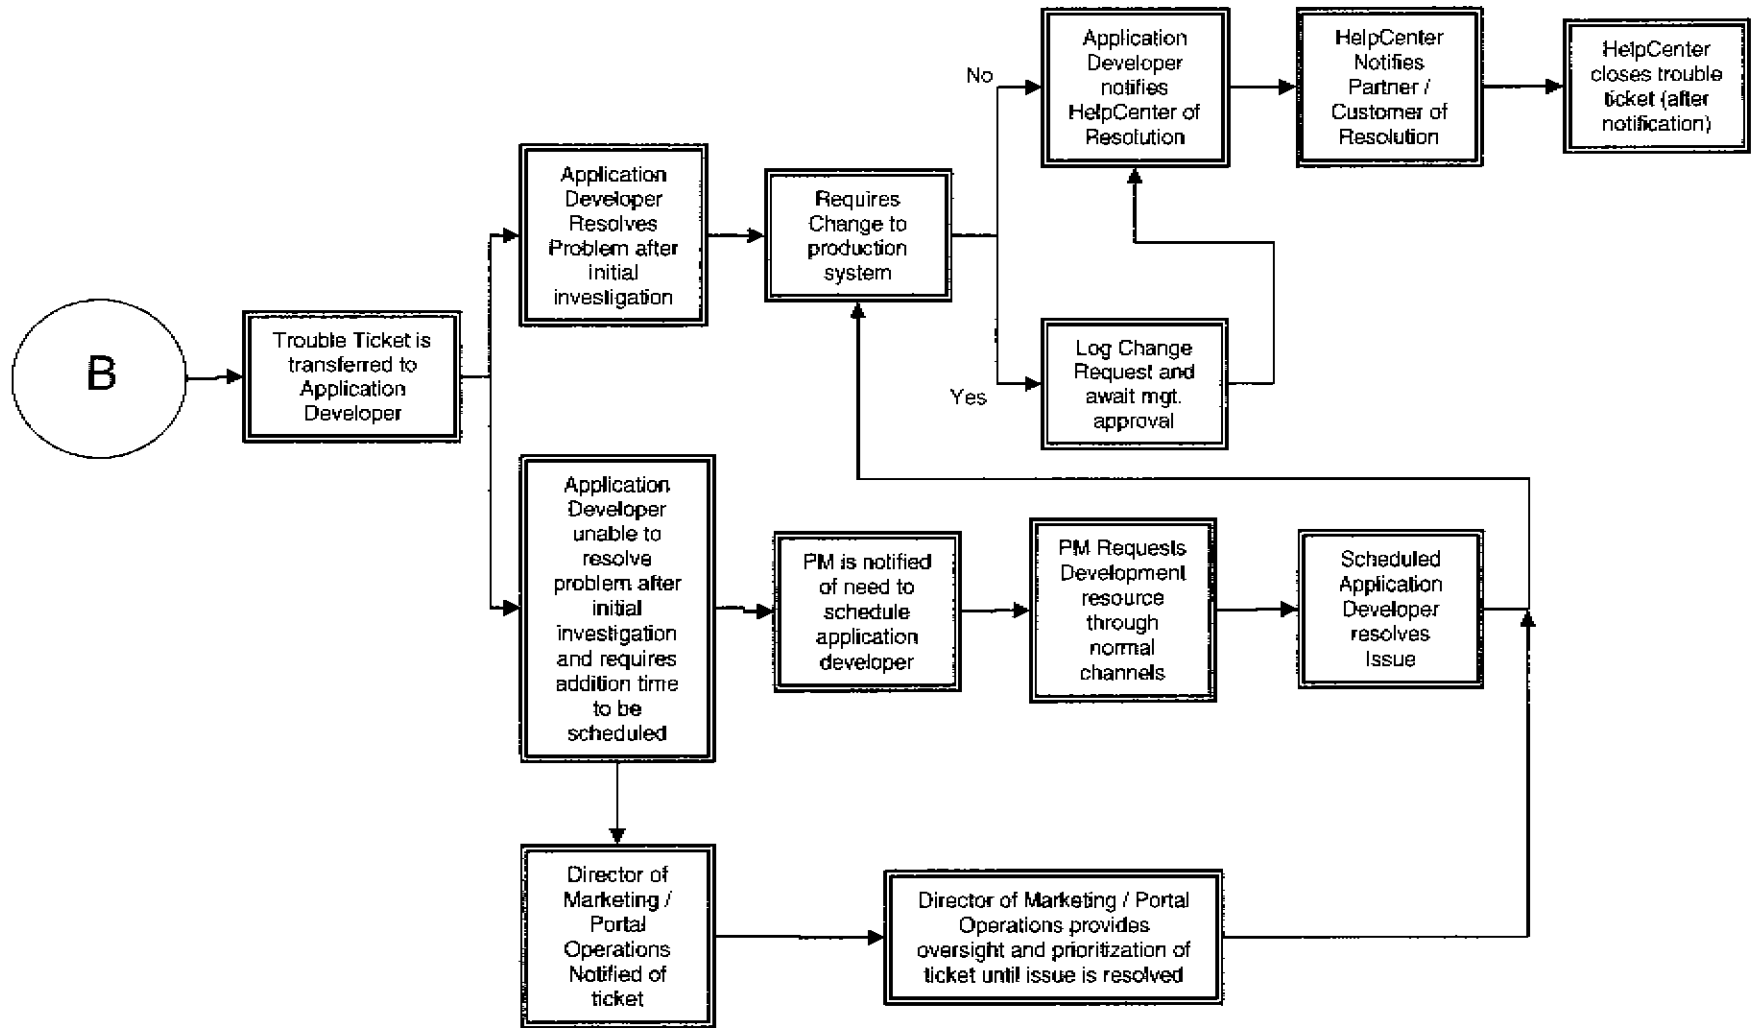 B
Trouble Ticket is
transferred to
Application
Developer
Application
Developer
Resolves
Problem after
initial
investigation
Requires
Change to
production
system
No
Yes
Application
Developer
notifies
HelpCenter of
Resolution
HelpCenter
Notifies
Partner /
Customer of
Resolution
HelpCenter
closes trouble
ticket (after
notification)
Log Change
Request and
await mgt.
approval
Application
Developer
unable to
resolve
problem after
initial
investigation
and requires
addition time
to be
scheduled
PM is notified
of need to
schedule
application
developer
PM Requests
Development
resource
through
normal
channels
Scheduled
Application
Developer
resolves
Issue
Director of
Marketing /
Portal
Operations
Notified of
ticket
Director of Marketing / Portal
Operations provides
oversight and prioritization of
ticket until issue is resolved